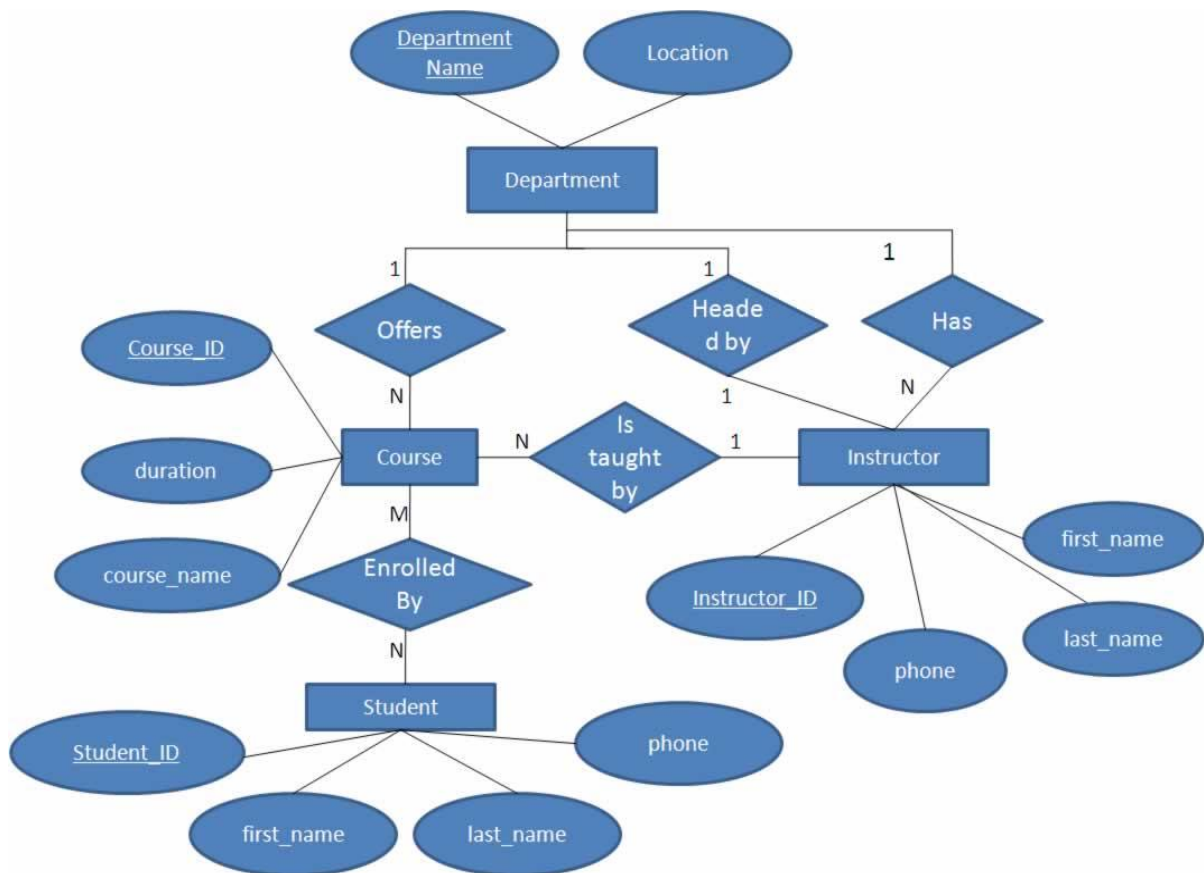 Department
Name
Location
Department
1
1
1
Offers
Heade
d by
Has
Course_ID
N
1
N
duration
Course
N
Is
taught
by
1
Instructor
M
course_name
Enrolled
By
first_name
Instructor_ID
last_name
phone
N
Student
Student_ID
phone
first_name
last_name